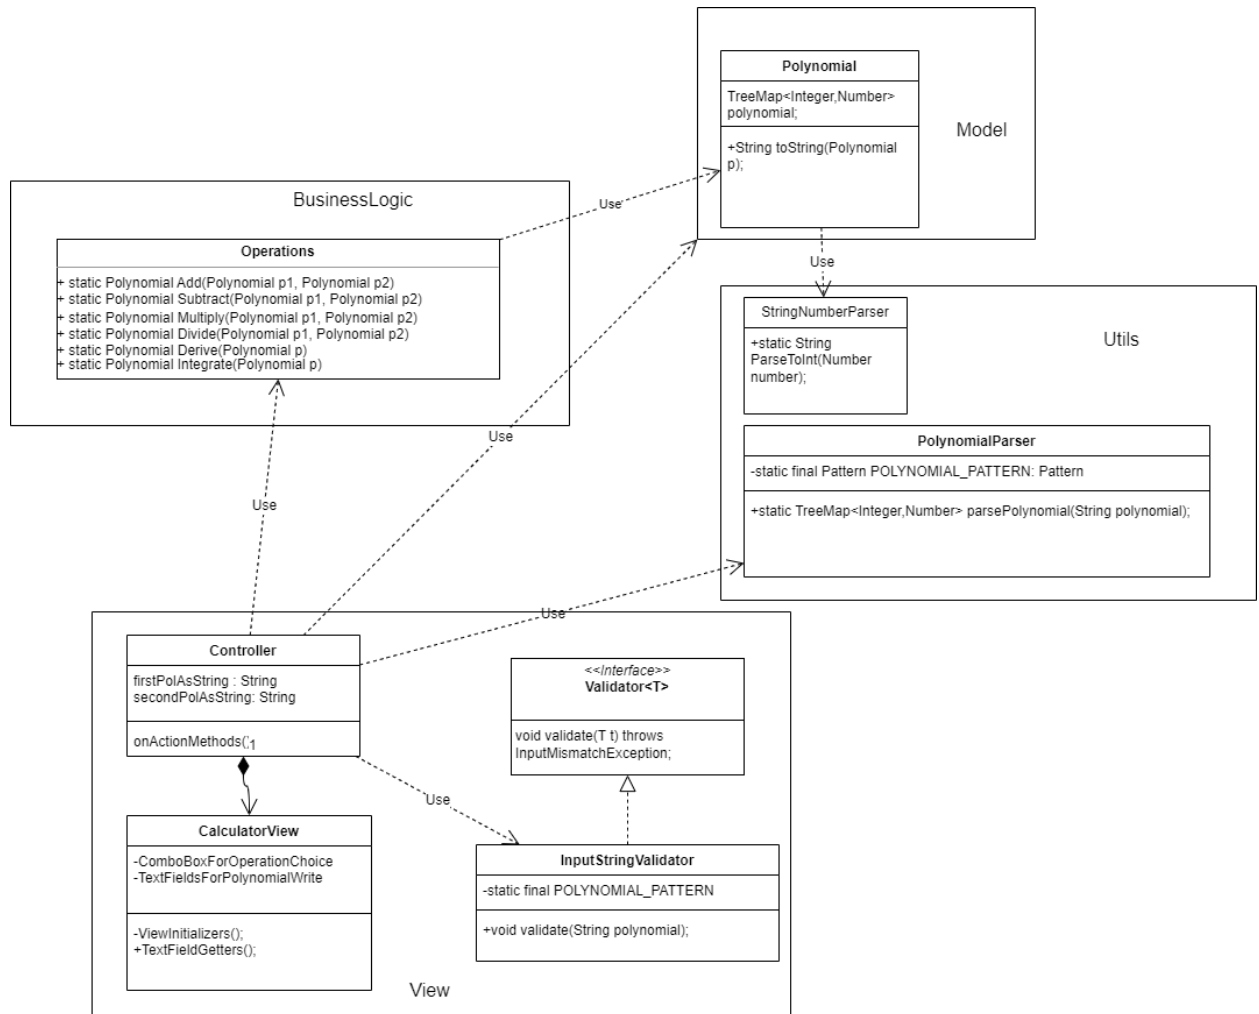 Polynomial
TreeMap<Integer,Number>
polynomial;
+String toString(Polynomial
p);
Model
BusinessLogic
Use
Operations
+ static Polynomial Add(Polynomial p1, Polynomial p2)
+ static Polynomial Subtract(Polynomial p1, Polynomial p2)
+ static Polynomial Multiply(Polynomial p1, Polynomial p2)
+ static Polynomial Divide(Polynomial p1, Polynomial p2)
+ static Polynomial Derive(Polynomial p)
+ static Polynomial Integrate(Polynomial p)
Use
StringNumberParser
+static String
ParseToInt(Number
number);
Utils
Use
PolynomialParser
-static final Pattern POLYNOMIAL_PATTERN: Pattern
+static TreeMap<Integer,Number> parsePolynomial(String polynomial);
Use
Use
Controller
firstPolAsString : String
secondPolAsString: String
onActionMethods(
1
<<Interface>>
Validator<T>
void validate(T t) throws
InputMismatchException;
Use
CalculatorView
-ComboBoxForOperationChoice
-TextFieldsForPolynomialWrite
-ViewInitializers();
+TextFieldGetters();
InputStringValidator
-static final POLYNOMIAL_PATTERN
+void validate(String polynomial);
View